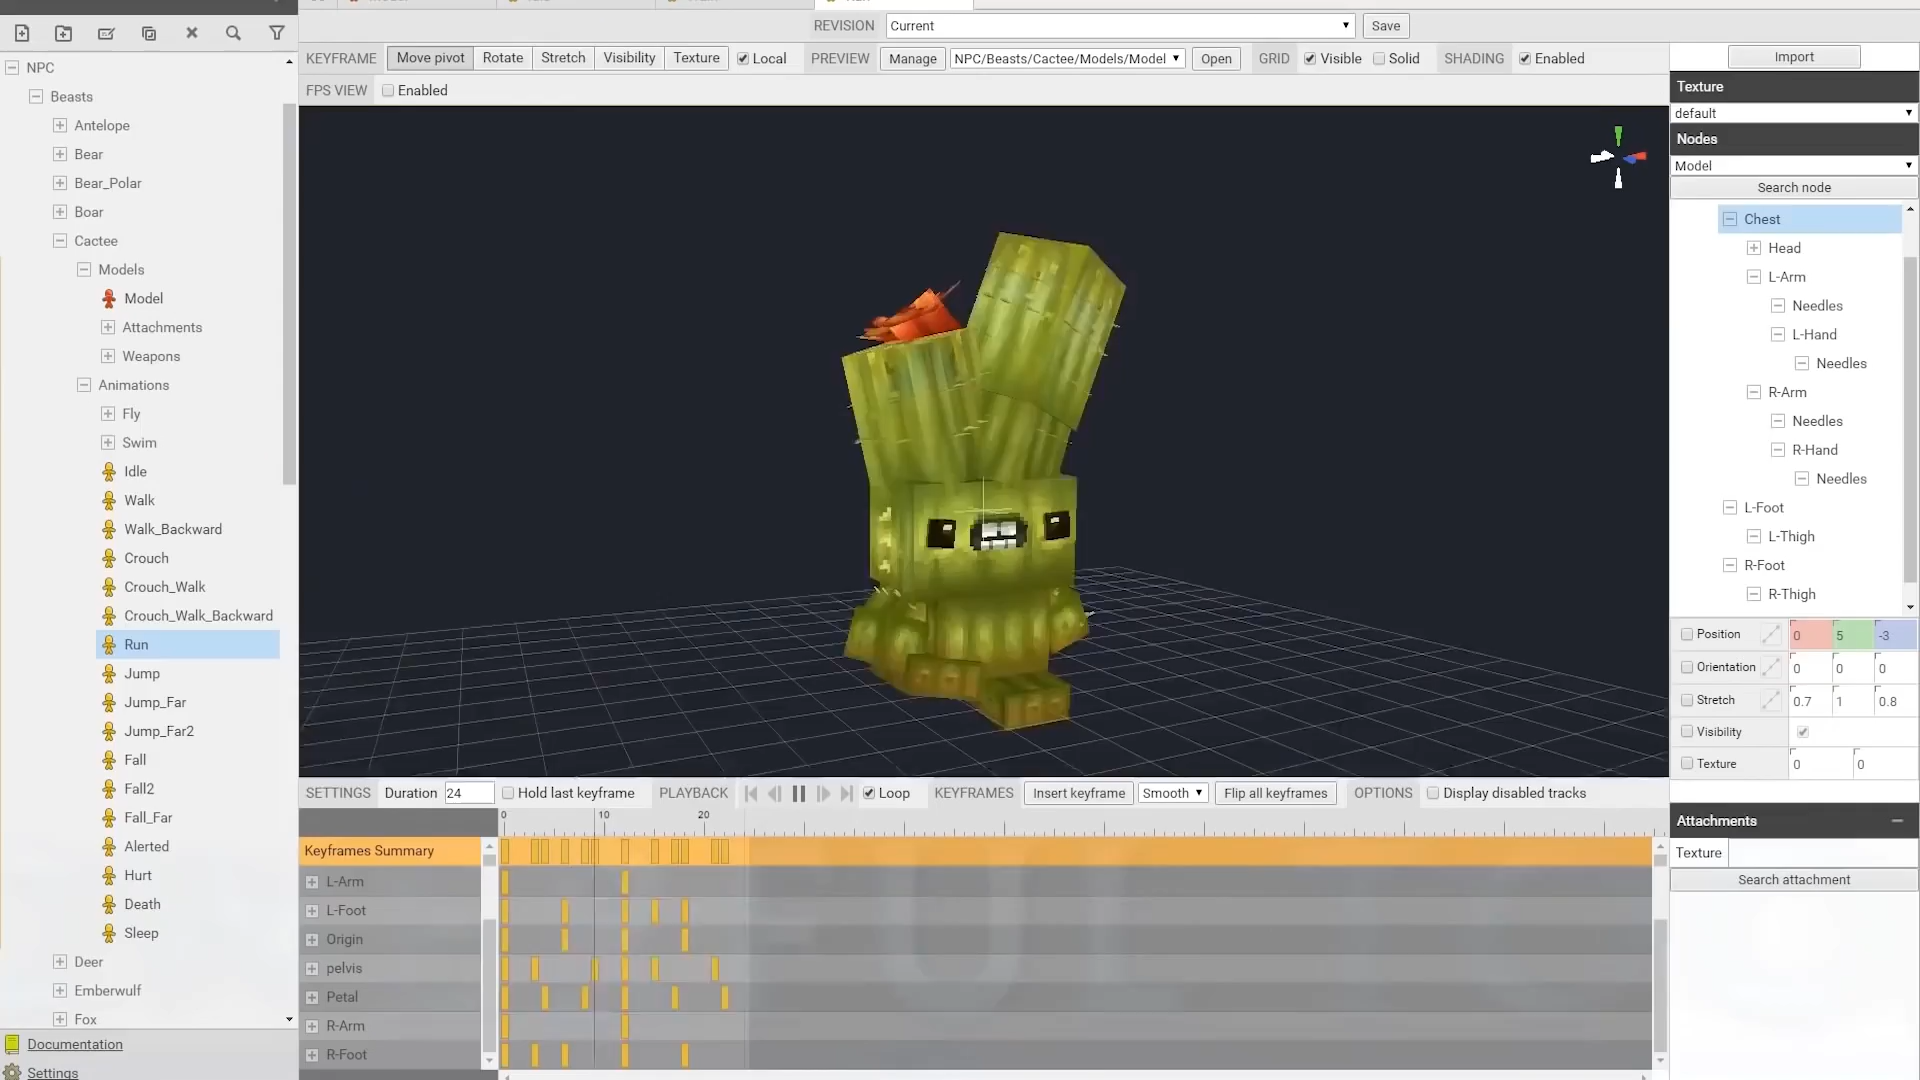 REVISION Current Save
KEYFRAME Move pivot Rotate Stretch Visibility Texture Local PREVIEW Manage NPC/Beasts/Cactee/Models/Model Open GRID Visible Solid SHADING Enabled
FPS VIEW Enabled
NPC
Beasts
Antelope
Bear
Bear_Polar
Boar
Cactee
Models
Model
Attachments
Weapons
Animations
Fly
Swim
Idle
Walk
Walk_Backward
Crouch
Crouch_Walk
Crouch_Walk_Backward
Run
Jump
Jump_Far
Jump_Far2
Fall
Fall2
Fall_Far
Alerted
Hurt
Death
Sleep
Deer
Emberwulf
Fox
Documentation
Settings
Import
Texture
default
Nodes
Model
Search node
Chest
Head
L-Arm
Needles
L-Hand
Needles
R-Arm
Needles
R-Hand
Needles
L-Foot
L-Thigh
R-Foot
R-Thigh
Position 0 5 -3
Orientation 0 0 0
Stretch 0.7 1 0.8
Visibility
Texture 0 0
Attachments
Texture
Search attachment
SETTINGS Duration 24 Hold last keyframe PLAYBACK Loop KEYFRAMES Insert keyframe Smooth Flip all keyframes OPTIONS Display disabled tracks
0 10 20
Keyframes Summary
L-Arm
L-Foot
Origin
pelvis
Petal
R-Arm
R-Foot